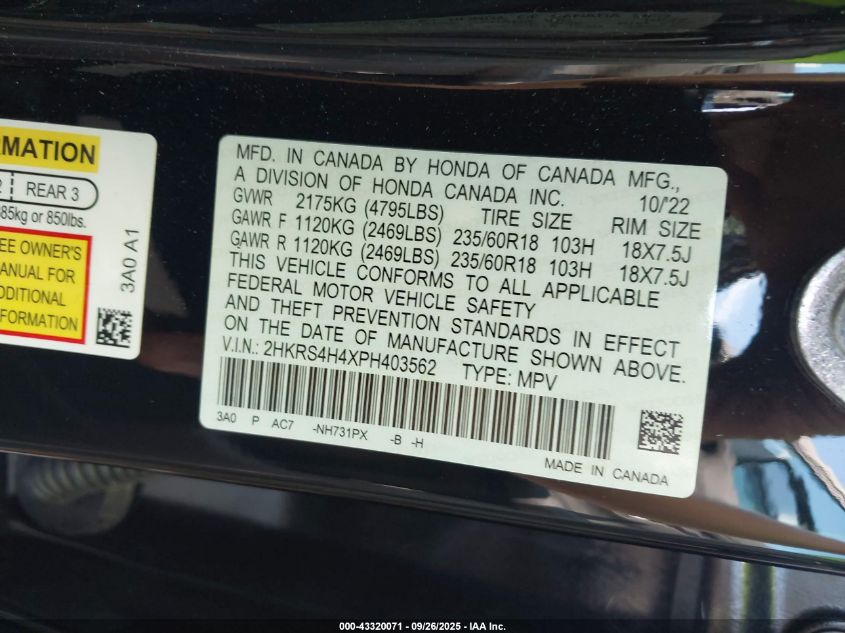 RMATION
2 REAR 3
85kg or 850lbs.
EE OWNER'S
ANUAL FOR
DDITIONAL
FORMATION
3A0 A1
MFD. IN CANADA BY HONDA OF CANADA MFG.,
A DIVISION OF HONDA CANADA INC. 10/'22
GVWR 2175KG (4795LBS) TIRE SIZE RIM SIZE
GAWR F 1120KG (2469LBS) 235/60R18 103H 18X7.5J
GAWR R 1120KG (2469LBS) 235/60R18 103H 18X7.5J
THIS VEHICLE CONFORMS TO ALL APPLICABLE
FEDERAL MOTOR VEHICLE SAFETY
AND THEFT PREVENTION STANDARDS IN EFFECT
ON THE DATE OF MANUFACTURE SHOWN ABOVE.
V.I.N.: 2HKRS4H4XPH403562 TYPE: MPV
3A0 P AC7 -NH731PX -B -H
MADE IN CANADA
000-43320071 - 09/26/2025 - IAA Inc.